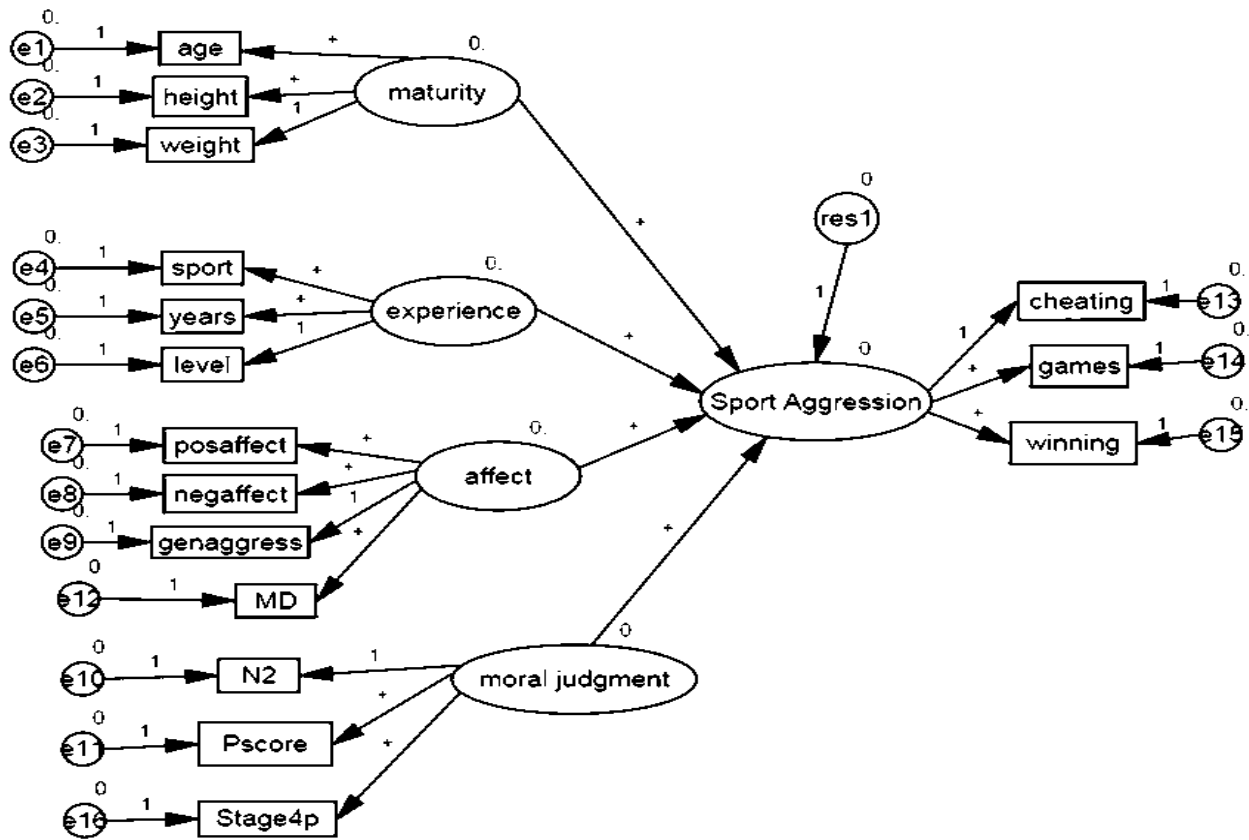 0.
e1
1
age
+
0.
maturity
0.
e2
1
height
+
0.
e3
1
weight
1
+
0
res1
1
0.
e4
1
sport
+
0.
experience
0.
e5
1
years
+
0.
e6
1
level
1
+
0
Sport Aggression
1
cheating
1
0.
e13
+
games
1
0.
e14
+
winning
1
0.
e15
0.
e7
1
posaffect
+
0.
affect
+
0.
e8
1
negaffect
+
0.
e9
1
genaggress
1
0
e12
1
MD
+
0
e10
1
N2
1
0
moral judgment
+
0
e11
1
Pscore
+
0
e16
1
Stage4p
+